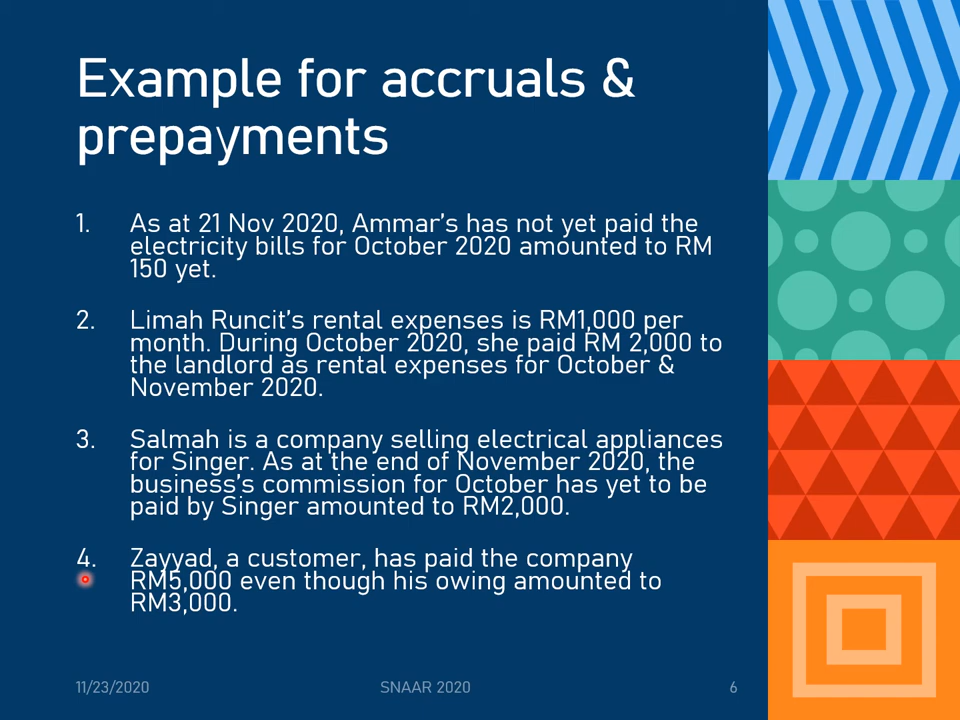 Example for accruals &
prepayments
1. As at 21 Nov 2020, Ammar's has not yet paid the
electricity bills for October 2020 amounted to RM
150 yet.
2. Limah Runcit's rental expenses is RM1,000 per
month. During October 2020, she paid RM 2,000 to
the landlord as rental expenses for October &
November 2020.
3. Salmah is a company selling electrical appliances
for Singer. As at the end of November 2020, the
business's commission for October has yet to be
paid by Singer amounted to RM2,000.
4. Zayyad, a customer, has paid the company
RM5,000 even though his owing amounted to
RM3,000.
11/23/2020 SNAAR 2020 6